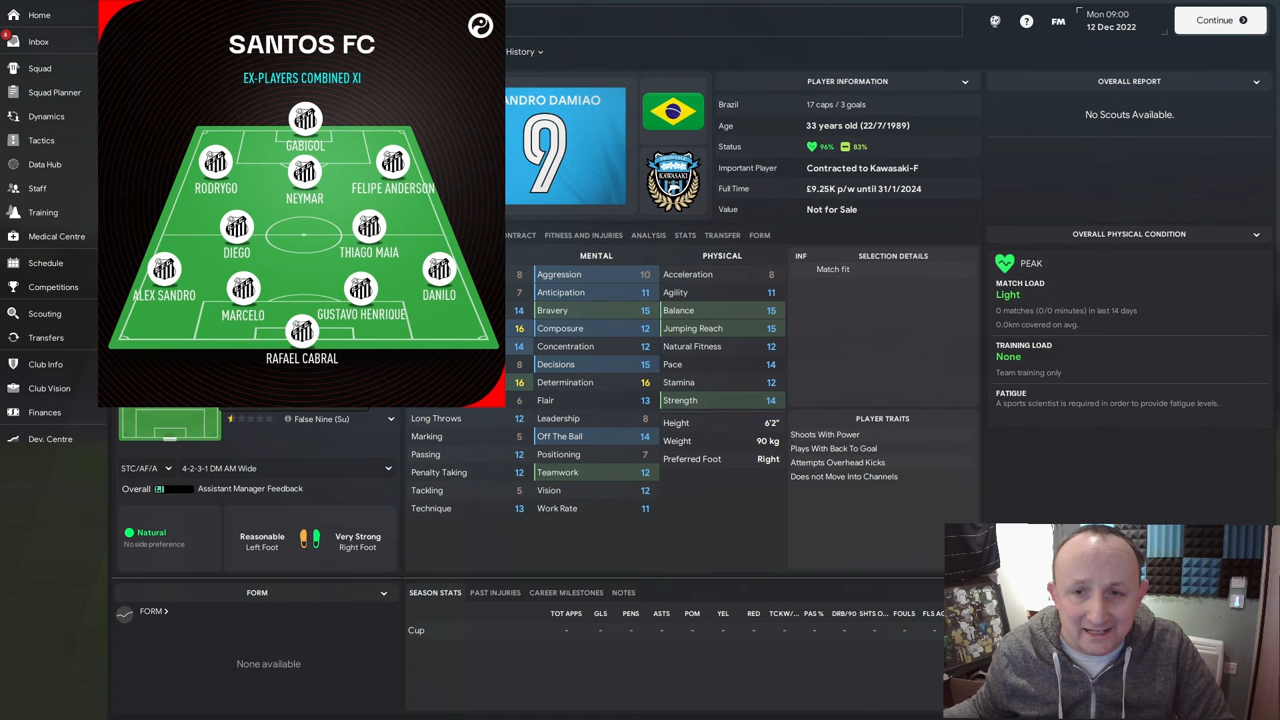 Home
Inbox
Squad
Squad Planner
Dynamics
Tactics
Data Hub
Staff
Training
Medical Centre
Schedule
Competitions
Scouting
Transfers
Club Info
Club Vision
Finances
Dev. Centre
6
SANTOS FC
EX-PLAYERS COMBINED XI
GABIGOL
RODRYGO
NEYMAR
FELIPE ANDERSON
DIEGO
THIAGO MAIA
ALEX SANDRO
MARCELO
GUSTAVO HENRIQUE
DANILO
RAFAEL CABRAL
History
?
FM
Mon 09:00
12 Dec 2022
Continue
ANDRO DAMIAO
9
KAWASAKI
PLAYER INFORMATION
Brazil 17 caps / 3 goals
Age 33 years old (22/7/1989)
Status 96% 83%
Important Player Contracted to Kawasaki-F
Full Time £9.25K p/w until 31/1/2024
Value Not for Sale
OVERALL REPORT
No Scouts Available.
ONTRACT FITNESS AND INJURIES ANALYSIS STATS TRANSFER FORM
MENTAL PHYSICAL
8 Aggression 10 Acceleration 8
7 Anticipation 11 Agility 11
14 Bravery 15 Balance 15
16 Composure 12 Jumping Reach 15
14 Concentration 12 Natural Fitness 12
8 Decisions 15 Pace 14
16 Determination 16 Stamina 12
6 Flair 13 Strength 14
Long Throws 12 Leadership 8
Marking 5 Off The Ball 14
Passing 12 Positioning 7
Penalty Taking 12 Teamwork 12
Tackling 5 Vision 12
Technique 13 Work Rate 11
Height 6'2"
Weight 90 kg
Preferred Foot Right
INF SELECTION DETAILS
Match fit
PLAYER TRAITS
Shoots With Power
Plays With Back To Goal
Attempts Overhead Kicks
Does not Move Into Channels
OVERALL PHYSICAL CONDITION
PEAK
MATCH LOAD
Light
0 matches (0/0 minutes) in last 14 days
0.0km covered on avg.
TRAINING LOAD
None
Team training only
FATIGUE
A sports scientist is required in order to provide fatigue levels.
False Nine (Su)
STC/AF/A 4-2-3-1 DM AM Wide
Overall Assistant Manager Feedback
Natural
No side preference
Reasonable
Left Foot
Very Strong
Right Foot
FORM
FORM
None available
SEASON STATS PAST INJURIES CAREER MILESTONES NOTES
TOT APPS GLS PENS ASTS POM YEL RED TCKW/... PAS % DRB/90 SHTS O... FOULS FLS AG
Cup - - - - - - - - - - - - -